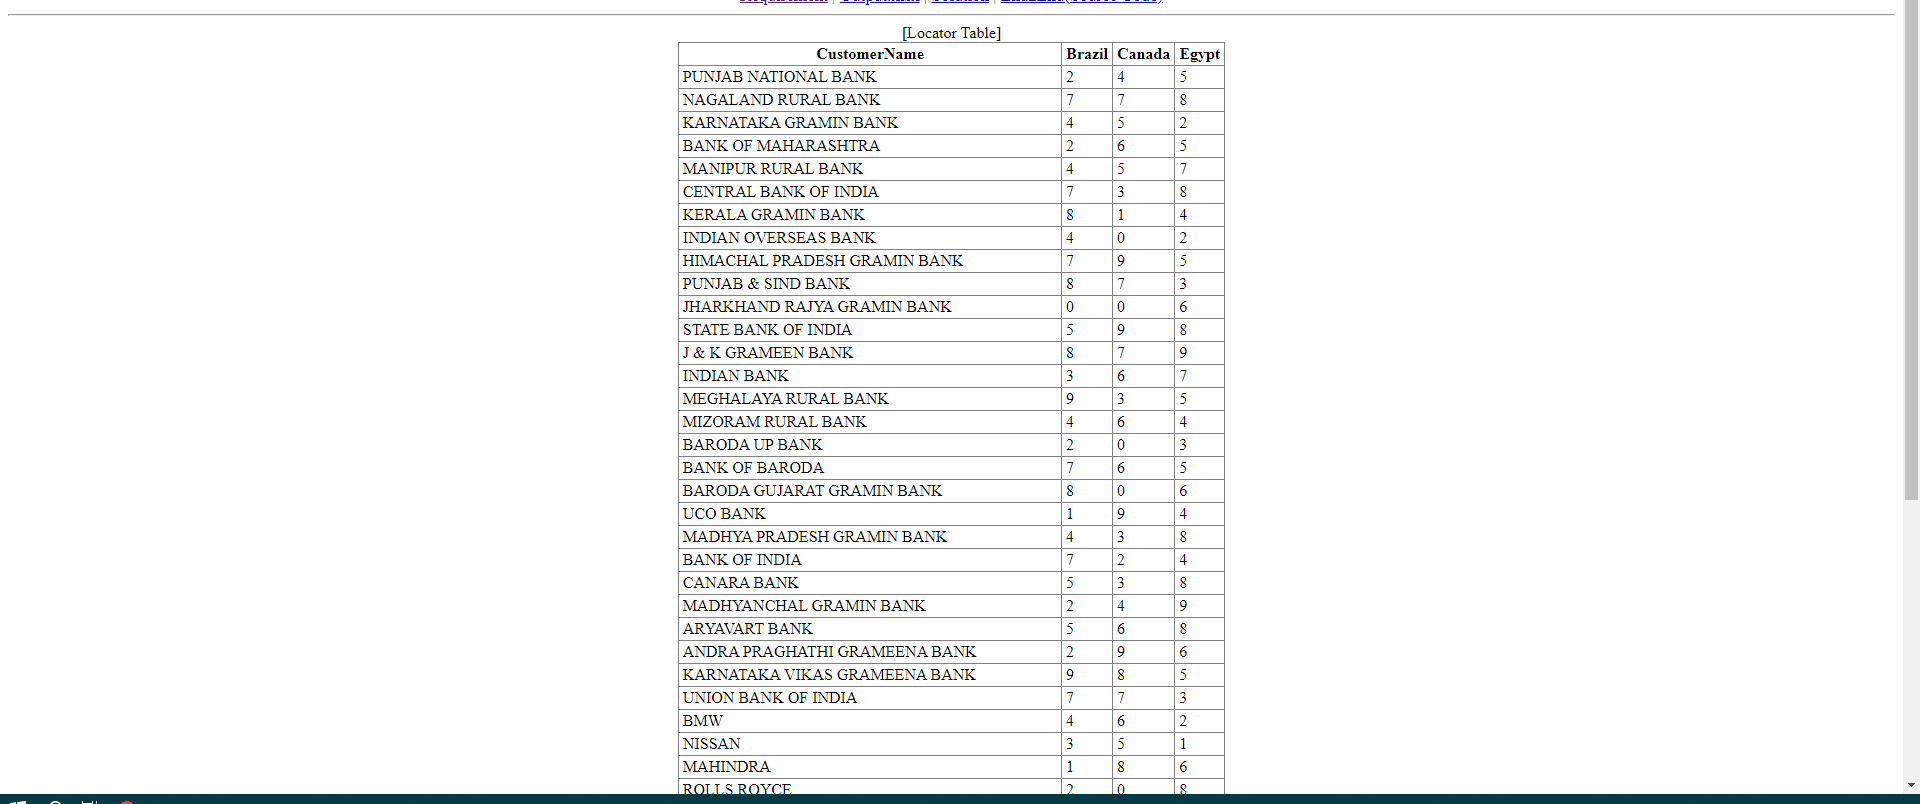 [Locator Table]
CustomerName Brazil Canada Egypt
PUNJAB NATIONAL BANK 2 4 5
NAGALAND RURAL BANK 7 7 8
KARNATAKA GRAMIN BANK 4 5 2
BANK OF MAHARASHTRA 2 6 5
MANIPUR RURAL BANK 4 5 7
CENTRAL BANK OF INDIA 7 3 8
KERALA GRAMIN BANK 8 1 4
INDIAN OVERSEAS BANK 4 0 2
HIMACHAL PRADESH GRAMIN BANK 7 9 5
PUNJAB & SIND BANK 8 7 3
JHARKHAND RAJYA GRAMIN BANK 0 0 6
STATE BANK OF INDIA 5 9 8
J & K GRAMEEN BANK 8 7 9
INDIAN BANK 3 6 7
MEGHALAYA RURAL BANK 9 3 5
MIZORAM RURAL BANK 4 6 4
BARODA UP BANK 2 0 3
BANK OF BARODA 7 6 5
BARODA GUJARAT GRAMIN BANK 8 0 6
UCO BANK 1 9 4
MADHYA PRADESH GRAMIN BANK 4 3 8
BANK OF INDIA 7 2 4
CANARA BANK 5 3 8
MADHYANCHAL GRAMIN BANK 2 4 9
ARYAVART BANK 5 6 8
ANDRA PRAGHATHI GRAMEENA BANK 2 9 6
KARNATAKA VIKAS GRAMEENA BANK 9 8 5
UNION BANK OF INDIA 7 7 3
BMW 4 6 2
NISSAN 3 5 1
MAHINDRA 1 8 6
ROLLS ROYCE 2 0 8